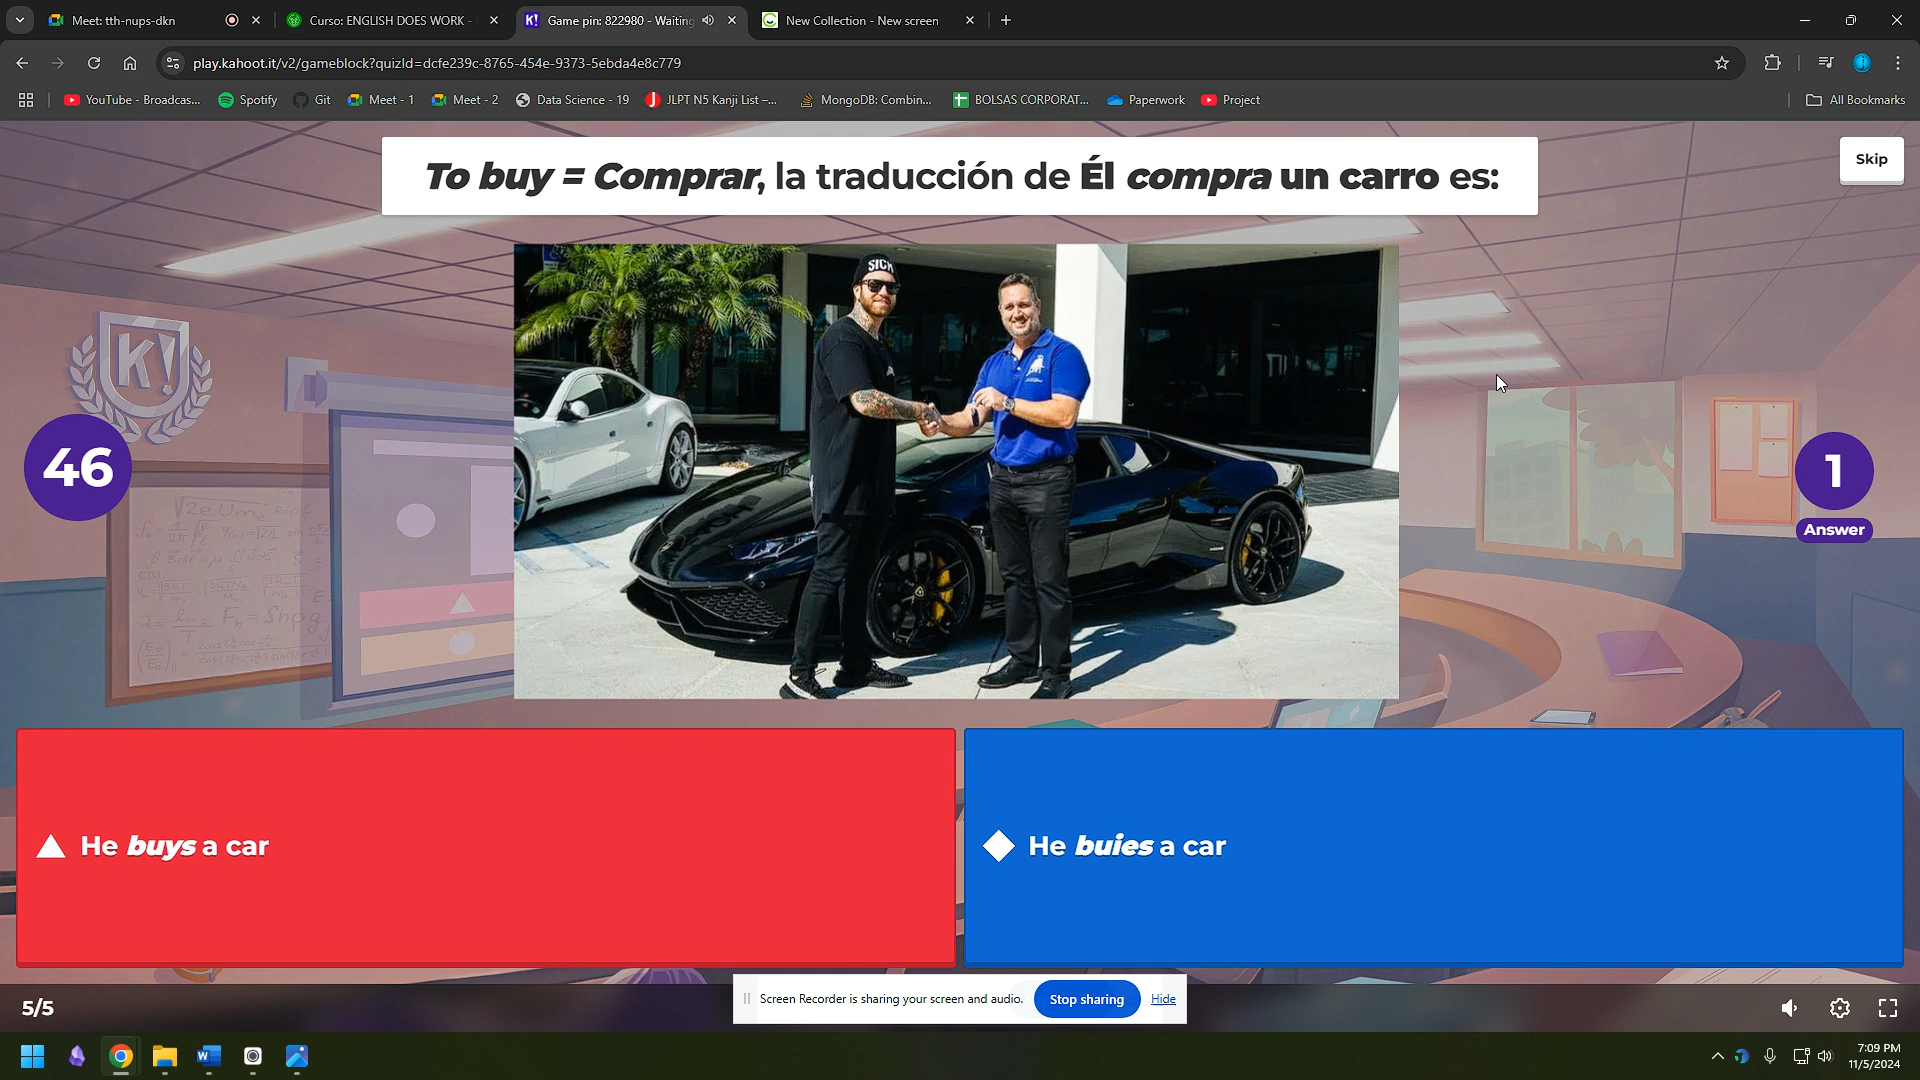 Meet: tth-nups-dkn
Curso: ENGLISH DOES WORK -
Game pin: 822980 - Waiting
New Collection - New screen
play.kahoot.it/v2/gameblock?quizId=dcfe239c-8765-454e-9373-5ebda4e8c779
YouTube - Broadcas...
Spotify
Git
Meet - 1
Meet - 2
Data Science - 19
JLPT N5 Kanji List –...
MongoDB: Combin...
BOLSAS CORPORAT...
Paperwork
Project
All Bookmarks
To buy = Comprar, la traducción de Él compra un carro es:
Skip
SICK
K!
46
1
Answer
He buys a car
He buies a car
5/5
Screen Recorder is sharing your screen and audio.
Stop sharing
Hide
7:09 PM
11/5/2024